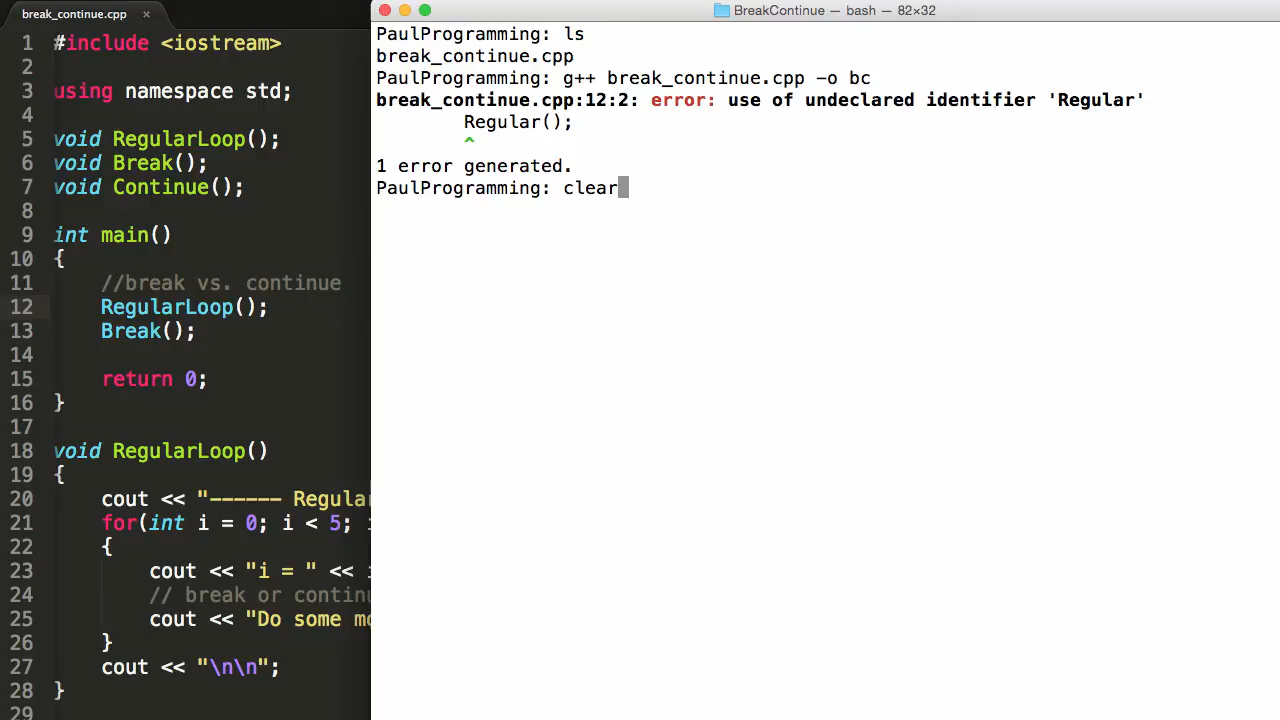 break_continue.cpp ×
1 #include <iostream>
2
3 using namespace std;
4
5 void RegularLoop();
6 void Break();
7 void Continue();
8
9 int main()
10 {
11 //break vs. continue
12 RegularLoop();
13 Break();
14
15 return 0;
16 }
17
18 void RegularLoop()
19 {
20 cout << "------ Regular
21 for(int i = 0; i < 5;
22 {
23 cout << "i = " <<
24 // break or continu
25 cout << "Do some mo
26 }
27 cout << "\n\n";
28 }
29
BreakContinue — bash — 82×32
PaulProgramming: ls
break_continue.cpp
PaulProgramming: g++ break_continue.cpp -o bc
break_continue.cpp:12:2: error: use of undeclared identifier 'Regular'
Regular();
^
1 error generated.
PaulProgramming: clear